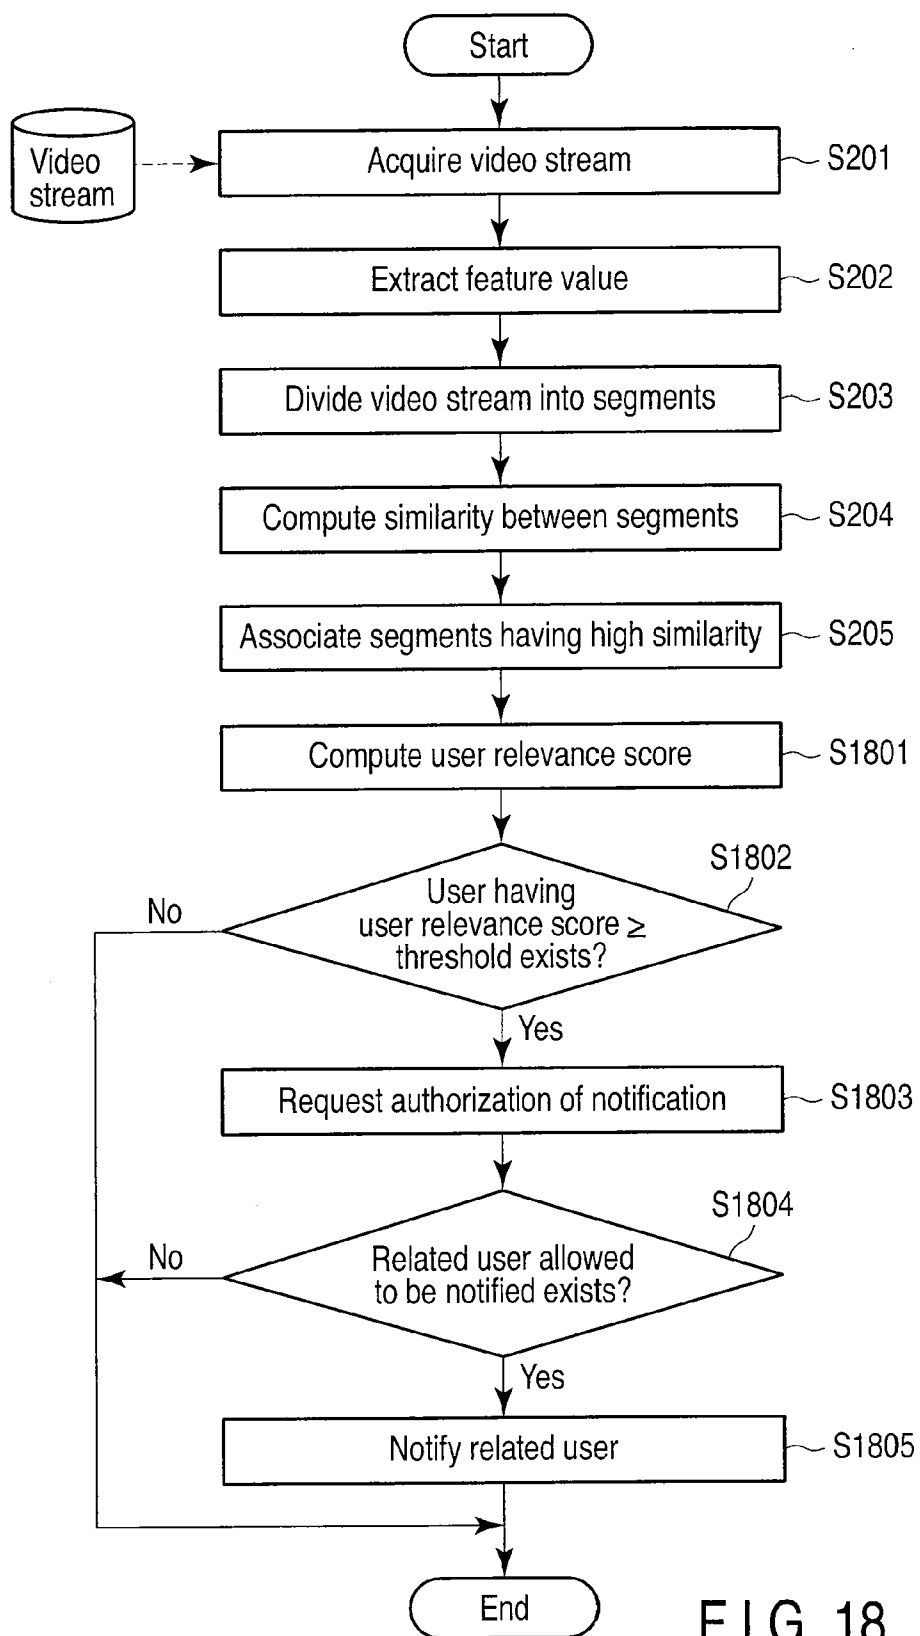 Start
Video
stream
Acquire video stream
S201
Extract feature value
S202
Divide video stream into segments
S203
Compute similarity between segments
S204
Associate segments having high similarity
S205
Compute user relevance score
S1801
S1802
User having
user relevance score ≥
threshold exists?
No
Yes
Request authorization of notification
S1803
S1804
Related user allowed
to be notified exists?
No
Yes
Notify related user
S1805
End
FIG. 18